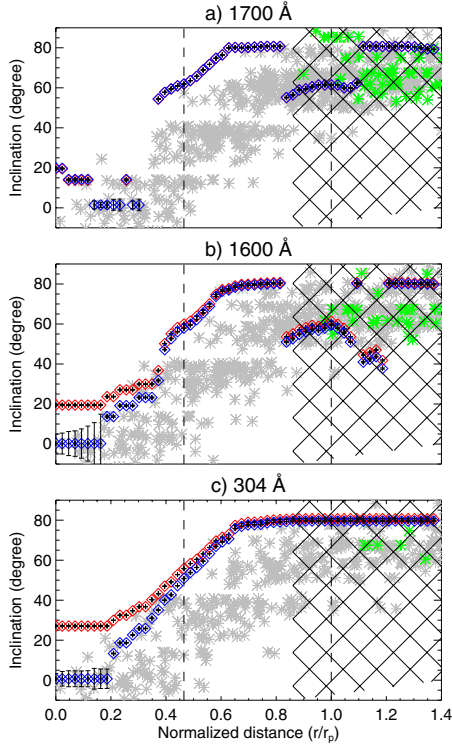 a) 1700 Å
Inclination (degree)
80
60
40
20
0
b) 1600 Å
Inclination (degree)
80
60
40
20
0
c) 304 Å
Inclination (degree)
80
60
40
20
0
0.0 0.2 0.4 0.6 0.8 1.0 1.2 1.4
Normalized distance (r/rp)